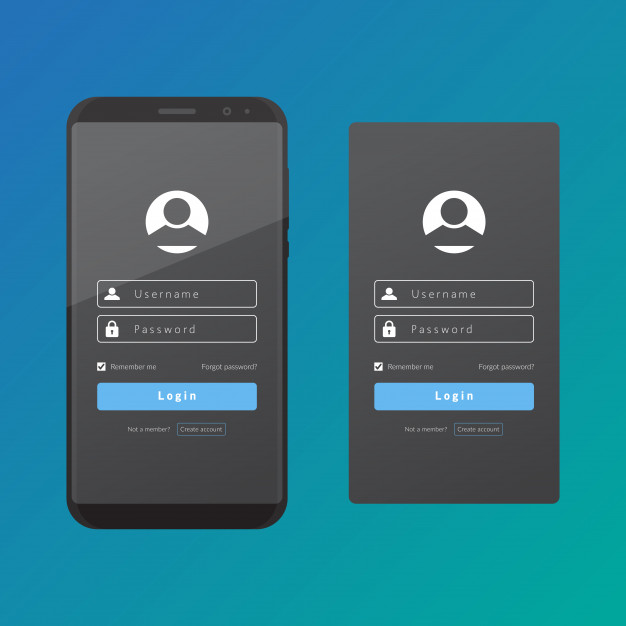 Username
Password
Remember me Forgot password?
Login
Not a member? Create account
Username
Password
Remember me Forgot password?
Login
Not a member? Create account